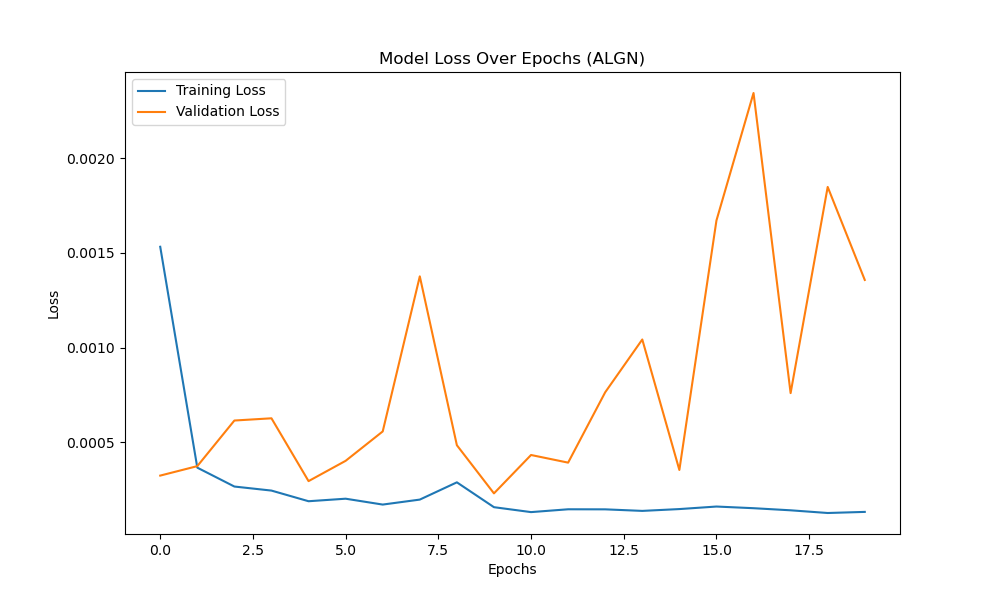 Model Loss Over Epochs (ALGN)
Training Loss
Validation Loss
0.0020
0.0015
0.0010
0.0005
Loss
0.0 2.5 5.0 7.5 10.0 12.5 15.0 17.5
Epochs